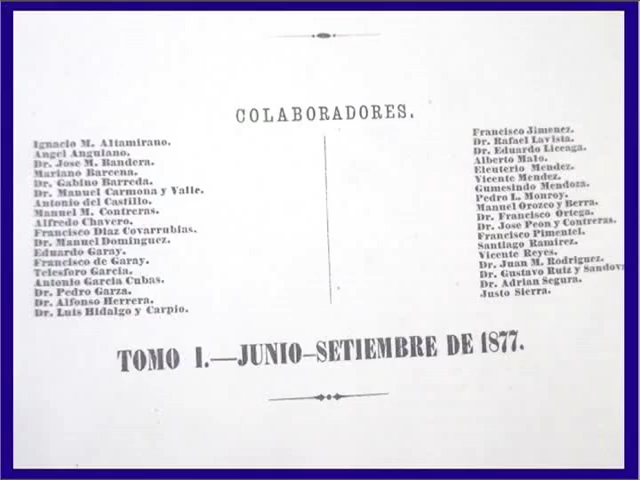 COLABORADORES.
Ignacio M. Altamirano.
Angel Anguiano.
Dr. Jose M. Bandera.
Mariano Barcena.
Dr. Gabino Barreda.
Dr. Manuel Carmona y Valle.
Antonio del Castillo.
Manuel M. Contreras.
Alfredo Chavero.
Francisco Diaz Covarrubias.
Dr. Manuel Dominguez.
Eduardo Garay.
Francisco de Garay.
Telesforo Garcia.
Antonio Garcia Cubas.
Dr. Pedro Garza.
Dr. Alfonso Herrera.
Dr. Luis Hidalgo y Carpio.
Francisco Jimenez.
Dr. Rafael Lavista.
Dr. Eduardo Liceaga.
Alberto Malo.
Eleuterio Mendez.
Vicente Mendez.
Gumesindo Mendoza.
Pedro L. Monroy.
Manuel Orozco y Berra.
Dr. Francisco Ortega.
Dr. Jose Peon y Contreras.
Francisco Pimentel.
Santiago Ramirez.
Vicente Reyes.
Dr. Juan M. Rodriguez.
Dr. Gustavo Ruiz y Sandov
Dr. Adrian Segura.
Justo Sierra.
TOMO I.—JUNIO-SETIEMBRE DE 1877.